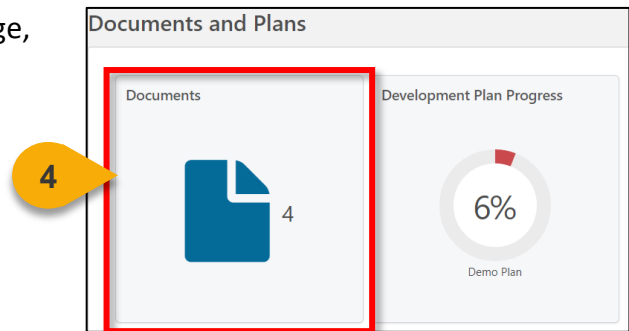 ge,
Documents and Plans
Documents
Development Plan Progress
4
4
6%
Demo Plan